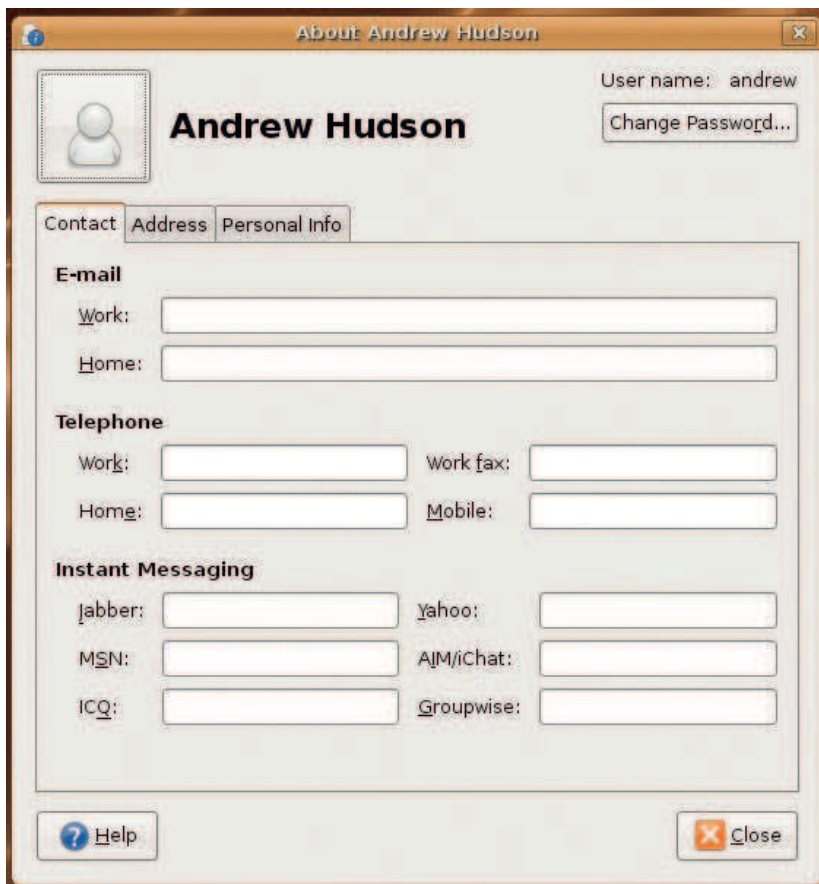 About Andrew Hudson
User name: andrew
Andrew Hudson
Change Password...
Contact Address Personal Info
E-mail
Work:
Home:
Telephone
Work: Work fax:
Home: Mobile:
Instant Messaging
Jabber: Yahoo:
MSN: AIM/iChat:
ICQ: Groupwise:
Help Close